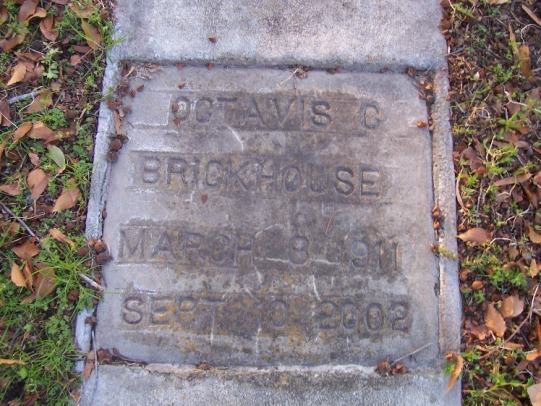 OCTAVIS C
BRICKHOUSE
MARCH 8 1911
SEPT 2002